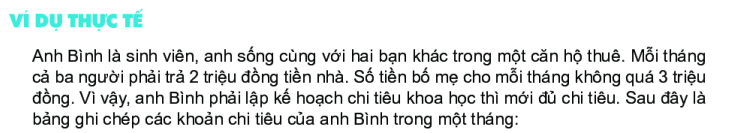 VÍ DỤ THỰC TẾ
Anh Bình là sinh viên, anh sống cùng với hai bạn khác trong một căn hộ thuê. Mỗi tháng
cả ba người phải trả 2 triệu đồng tiền nhà. Số tiền bố mẹ cho mỗi tháng không quá 3 triệu
đồng. Vì vậy, anh Bình phải lập kế hoạch chi tiêu khoa học thì mới đủ chi tiêu. Sau đây là
bảng ghi chép các khoản chi tiêu của anh Bình trong một tháng: